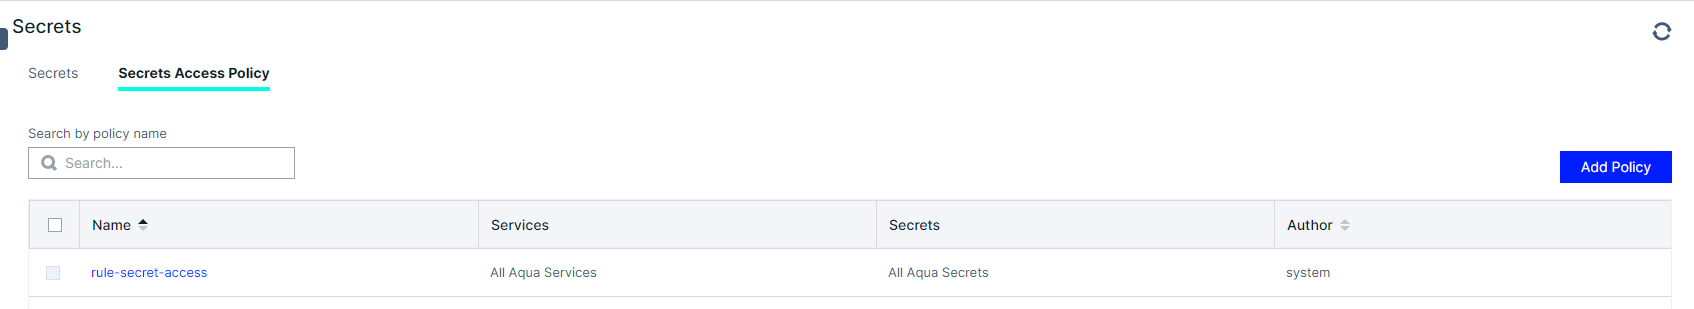 Secrets
Secrets Secrets Access Policy
Search by policy name
Search...
Add Policy
Name Services Secrets Author
rule-secret-access All Aqua Services All Aqua Secrets system